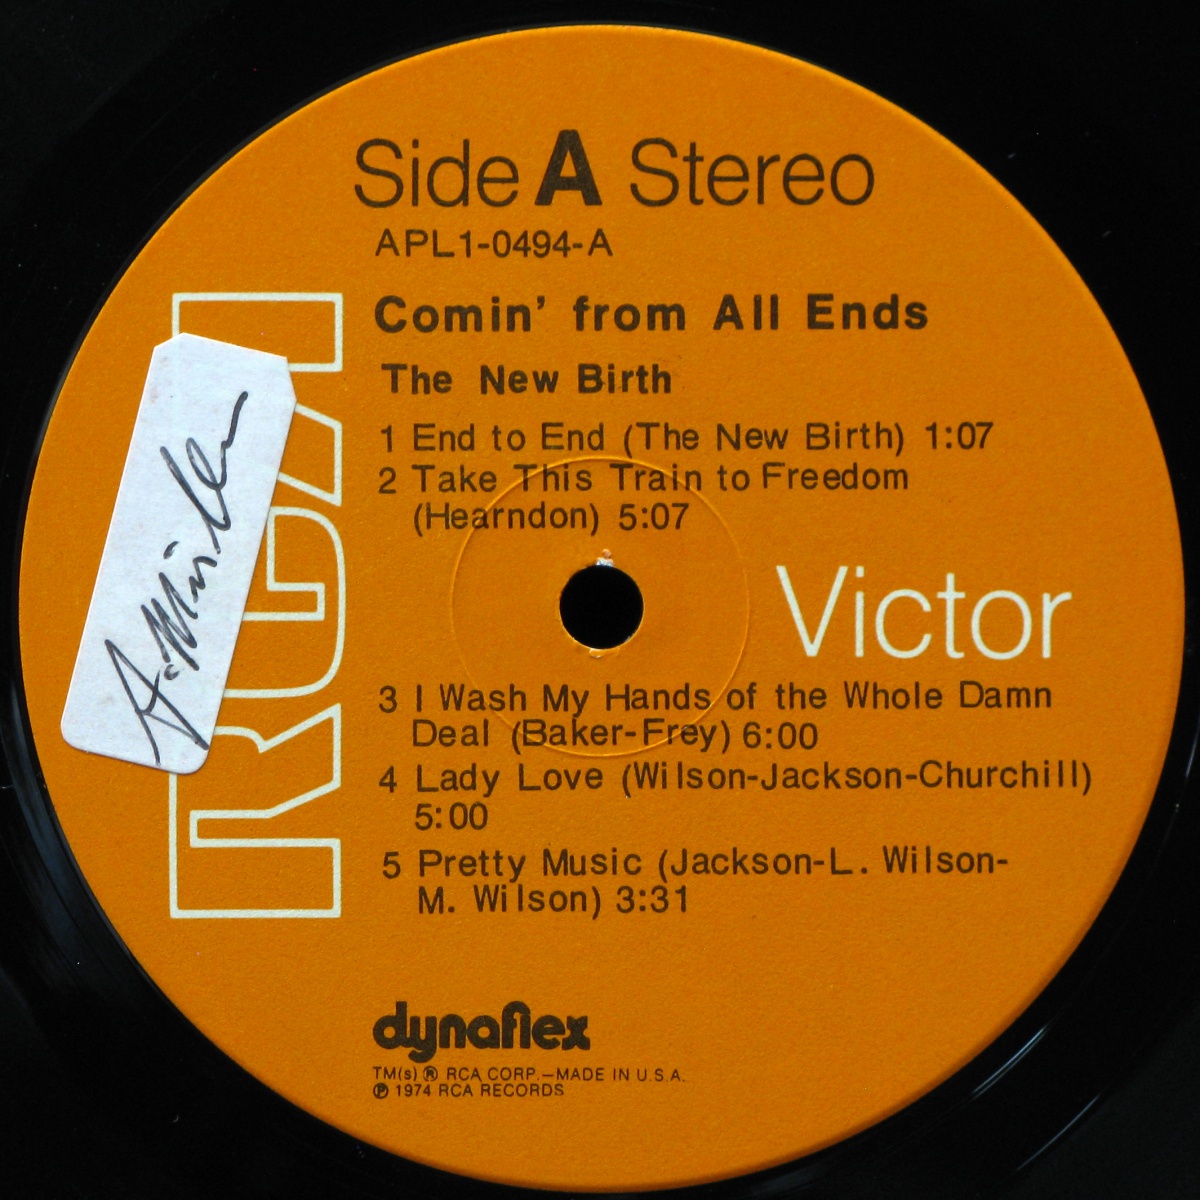 Side A Stereo
APL1-0494-A
Comin' from All Ends
The New Birth
1 End to End (The New Birth) 1:07
2 Take This Train to Freedom
(Hearndon) 5:07
RCA
Victor
3 I Wash My Hands of the Whole Damn
Deal (Baker-Frey) 6:00
4 Lady Love (Wilson-Jackson-Churchill)
5:00
5 Pretty Music (Jackson-L. Wilson-
M. Wilson) 3:31
dynaflex
TM(s) ® RCA CORP.—MADE IN U.S.A.
℗ 1974 RCA RECORDS